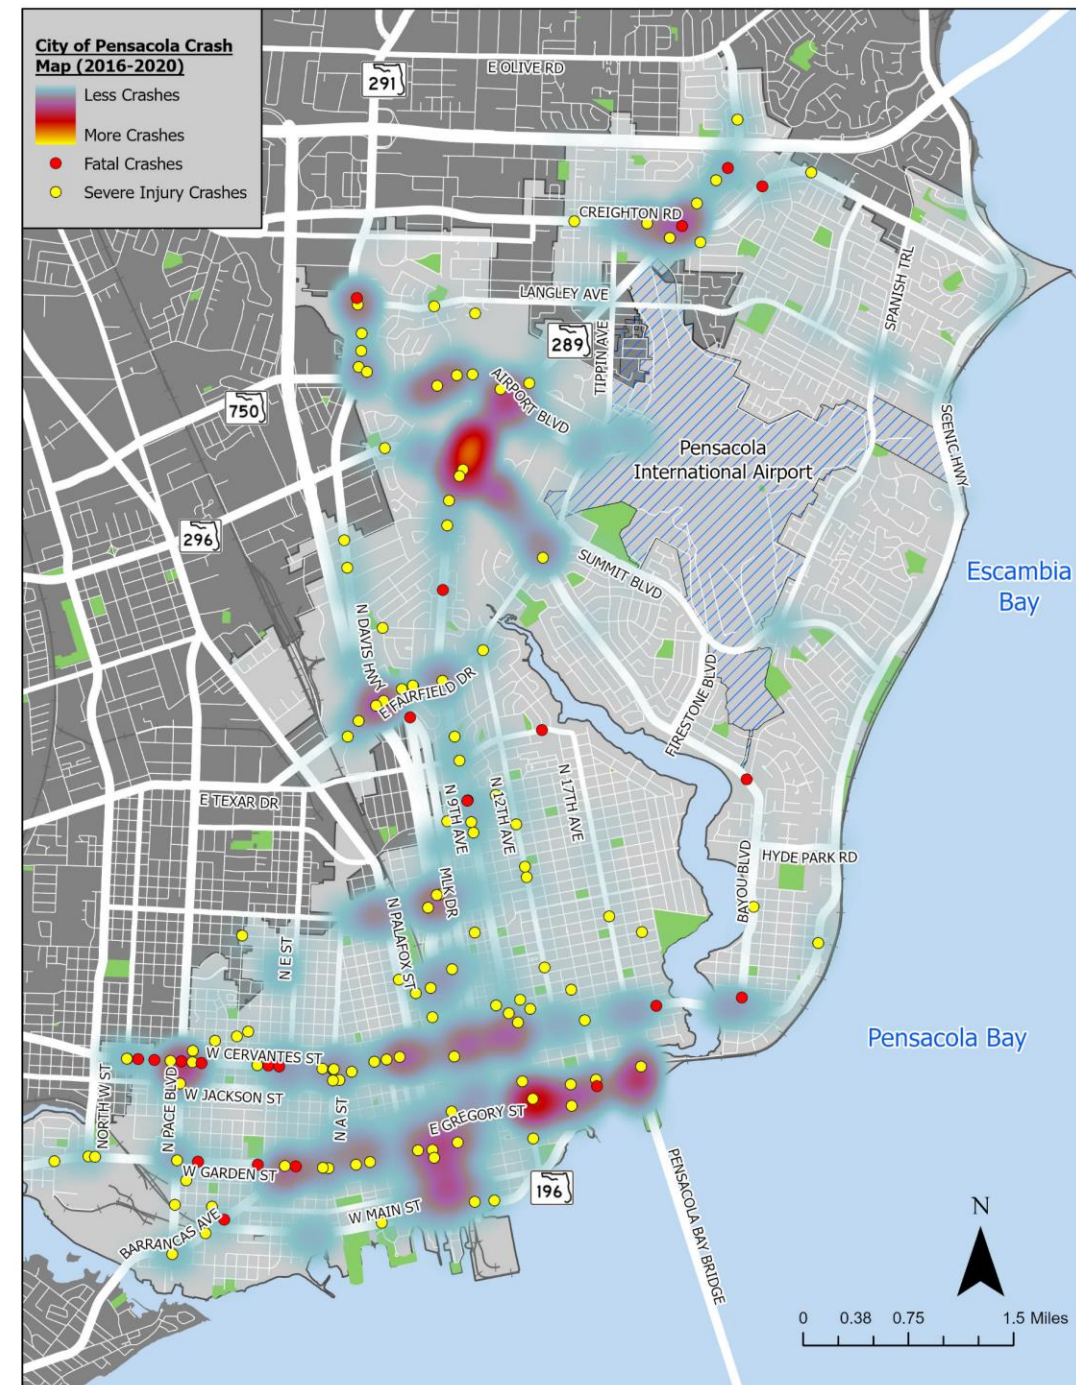 City of Pensacola Crash
Map (2016-2020)
Less Crashes
More Crashes
Fatal Crashes
Severe Injury Crashes
E OLIVE RD
291
CREIGHTON RD
SPANISH TRL
LANGLEY AVE
289
TIPPIN AVE
AIRPORT BLVD
750
SCENIC HWY
Pensacola
International Airport
296
SUMMIT BLVD
Escambia
Bay
N DAVIS HWY
E FAIRFIELD DR
FIRESTONE BLVD
E TEXAR DR
N 9TH AVE
N 12TH AVE
N 17TH AVE
HYDE PARK RD
BAYOU BLVD
MLK DR
N PALAFOX ST
N E ST
Pensacola Bay
W CERVANTES ST
NORTH W ST
N PACE BLVD
W JACKSON ST
N A ST
E GREGORY ST
W GARDEN ST
196
W MAIN ST
BARRANCAS AVE
PENSACOLA BAY BRIDGE
N
0 0.38 0.75 1.5 Miles